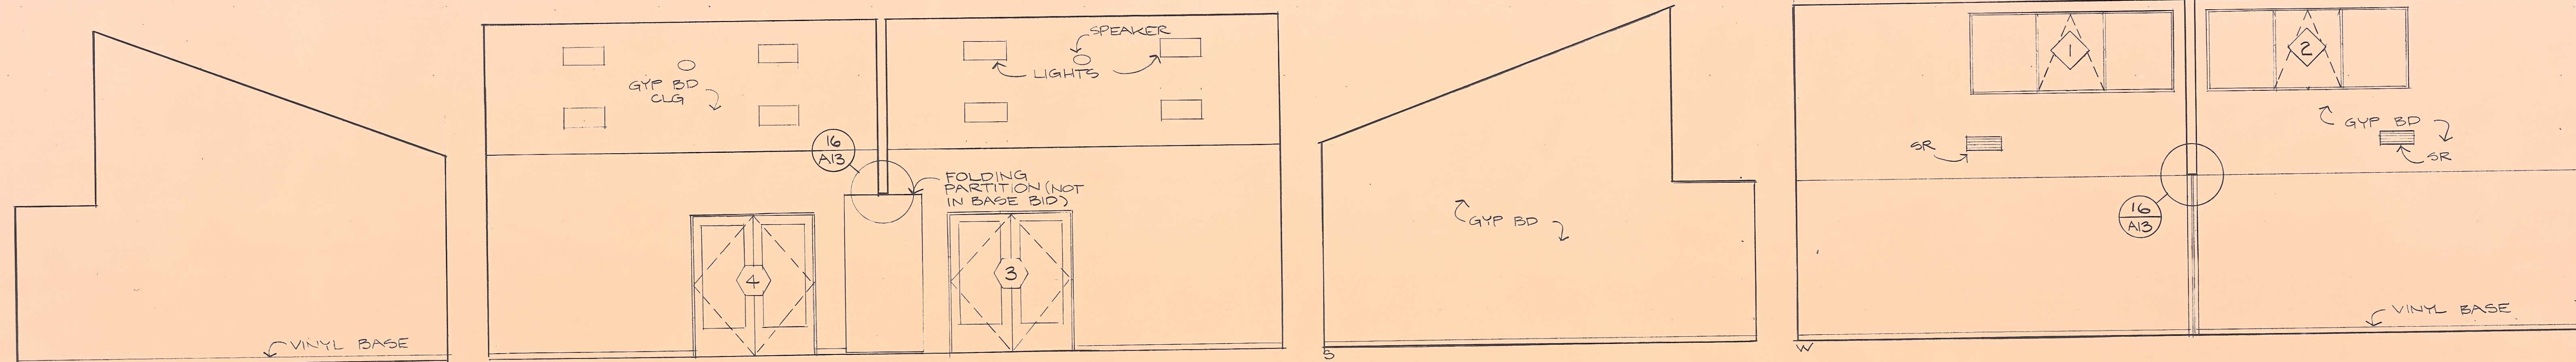 VINYL BASE
GYP BD
CLG
SPEAKER
LIGHTS
16
A13
FOLDING
PARTITION (NOT
IN BASE BID)
4
3
GYP BD
S
1
2
SR
GYP BD
SR
16
A13
VINYL BASE
W